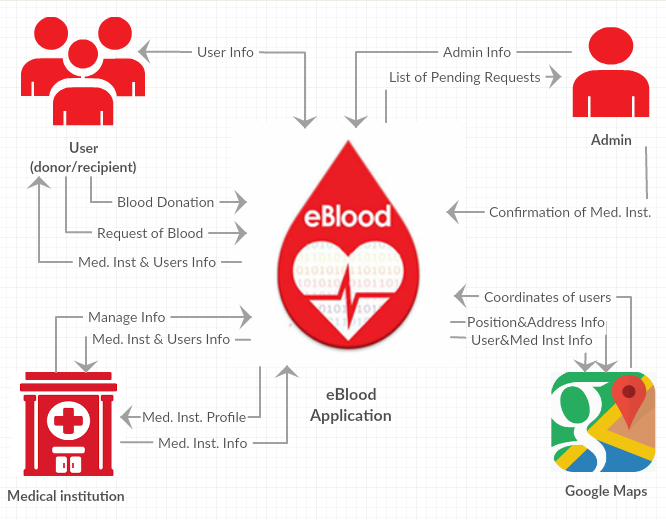 User Info
Admin Info
List of Pending Requests
User
(donor/recipient)
Admin
Blood Donation
Request of Blood
Med. Inst & Users Info
eBlood
Confirmation of Med. Inst.
Manage Info
Med. Inst & Users Info
Coordinates of users
Position&Address Info
User&Med Inst Info
eBlood
Application
Med. Inst. Profile
Med. Inst. Info
Medical institution
g
Google Maps